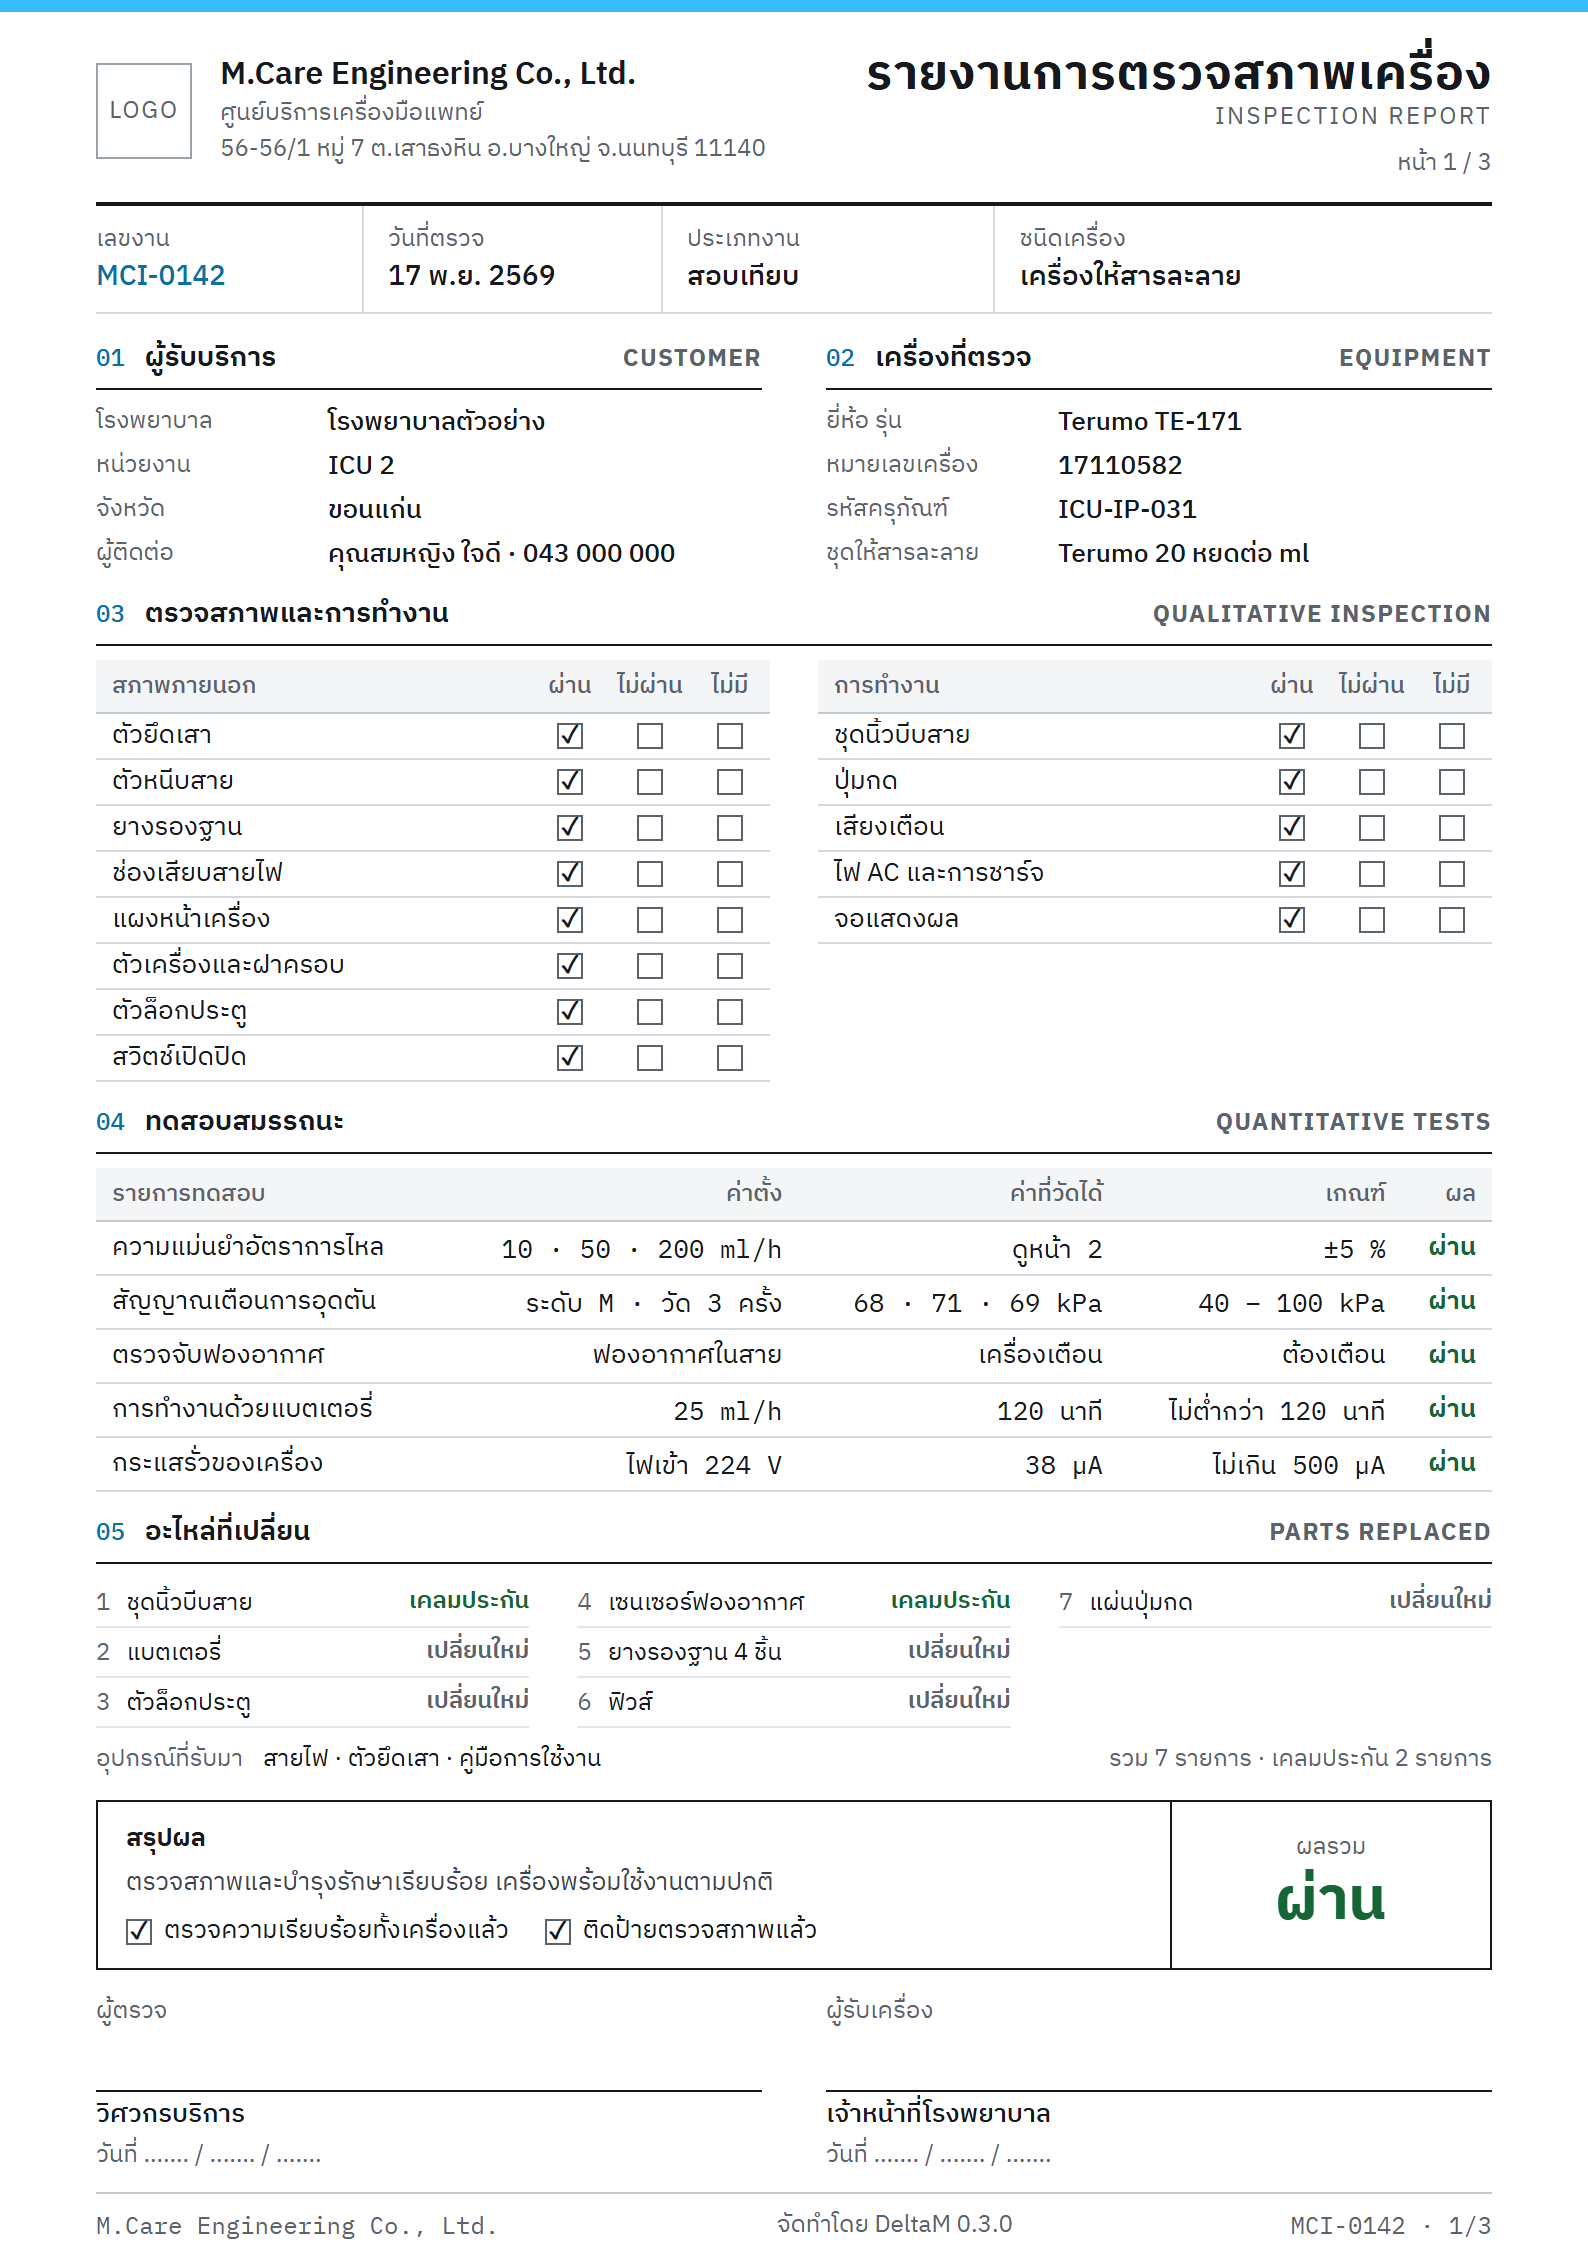 LOGO
M.Care Engineering Co., Ltd.
ศูนย์บริการเครื่องมือแพทย์
56-56/1 หมู่ 7 ต.เสาธงหิน อ.บางใหญ่ จ.นนทบุรี 11140
รายงานการตรวจสภาพเครื่อง
INSPECTION REPORT
หน้า 1 / 3
เลขงาน วันที่ตรวจ ประเภทงาน ชนิดเครื่อง
MCI-0142 17 พ.ย. 2569 สอบเทียบ เครื่องให้สารละลาย
01 ผู้รับบริการ CUSTOMER
โรงพยาบาล โรงพยาบาลตัวอย่าง
หน่วยงาน ICU 2
จังหวัด ขอนแก่น
ผู้ติดต่อ คุณสมหญิง ใจดี · 043 000 000
02 เครื่องที่ตรวจ EQUIPMENT
ยี่ห้อ รุ่น Terumo TE-171
หมายเลขเครื่อง 17110582
รหัสครุภัณฑ์ ICU-IP-031
ชุดให้สารละลาย Terumo 20 หยดต่อ ml
03 ตรวจสภาพและการทำงาน QUALITATIVE INSPECTION
สภาพภายนอก ผ่าน ไม่ผ่าน ไม่มี
ตัวยึดเสา ☑ ☐ ☐
ตัวหนีบสาย ☑ ☐ ☐
ยางรองฐาน ☑ ☐ ☐
ช่องเสียบสายไฟ ☑ ☐ ☐
แผงหน้าเครื่อง ☑ ☐ ☐
ตัวเครื่องและฝาครอบ ☑ ☐ ☐
ตัวล็อกประตู ☑ ☐ ☐
สวิตช์เปิดปิด ☑ ☐ ☐
การทำงาน ผ่าน ไม่ผ่าน ไม่มี
ชุดนิ้วบีบสาย ☑ ☐ ☐
ปุ่มกด ☑ ☐ ☐
เสียงเตือน ☑ ☐ ☐
ไฟ AC และการชาร์จ ☑ ☐ ☐
จอแสดงผล ☑ ☐ ☐
04 ทดสอบสมรรถนะ QUANTITATIVE TESTS
รายการทดสอบ ค่าตั้ง ค่าที่วัดได้ เกณฑ์ ผล
ความแม่นยำอัตราการไหล 10 · 50 · 200 ml/h ดูหน้า 2 ±5 % ผ่าน
สัญญาณเตือนการอุดตัน ระดับ M · วัด 3 ครั้ง 68 · 71 · 69 kPa 40 – 100 kPa ผ่าน
ตรวจจับฟองอากาศ ฟองอากาศในสาย เครื่องเตือน ต้องเตือน ผ่าน
การทำงานด้วยแบตเตอรี่ 25 ml/h 120 นาที ไม่ต่ำกว่า 120 นาที ผ่าน
กระแสรั่วของเครื่อง ไฟเข้า 224 V 38 µA ไม่เกิน 500 µA ผ่าน
05 อะไหล่ที่เปลี่ยน PARTS REPLACED
1 ชุดนิ้วบีบสาย เคลมประกัน
2 แบตเตอรี่ เปลี่ยนใหม่
3 ตัวล็อกประตู เปลี่ยนใหม่
4 เซนเซอร์ฟองอากาศ เคลมประกัน
5 ยางรองฐาน 4 ชิ้น เปลี่ยนใหม่
6 ฟิวส์ เปลี่ยนใหม่
7 แผ่นปุ่มกด เปลี่ยนใหม่
อุปกรณ์ที่รับมา สายไฟ · ตัวยึดเสา · คู่มือการใช้งาน รวม 7 รายการ · เคลมประกัน 2 รายการ
สรุปผล
ตรวจสภาพและบำรุงรักษาเรียบร้อย เครื่องพร้อมใช้งานตามปกติ
☑ ตรวจความเรียบร้อยทั้งเครื่องแล้ว ☑ ติดป้ายตรวจสภาพแล้ว
ผลรวม
ผ่าน
ผู้ตรวจ ผู้รับเครื่อง
วิศวกรบริการ เจ้าหน้าที่โรงพยาบาล
วันที่ ....... / ....... / ....... วันที่ ....... / ....... / .......
M.Care Engineering Co., Ltd. จัดทำโดย DeltaM 0.3.0 MCI-0142 · 1/3